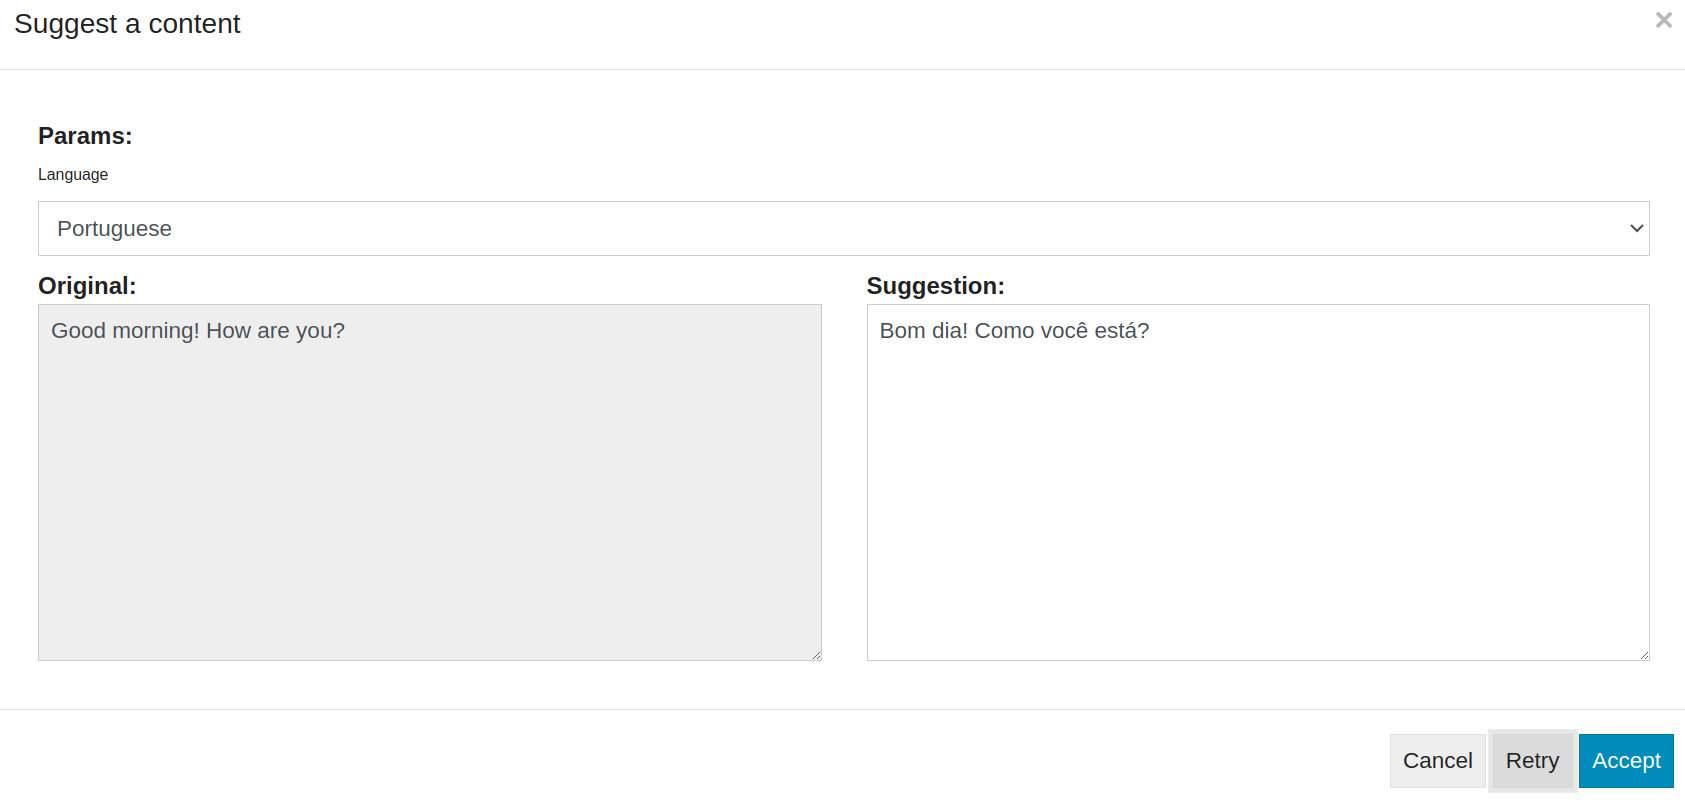 Suggest a content
×
Params:
Language
Portuguese
Original:
Suggestion:
Good morning! How are you?
Bom dia! Como você está?
Cancel
Retry
Accept